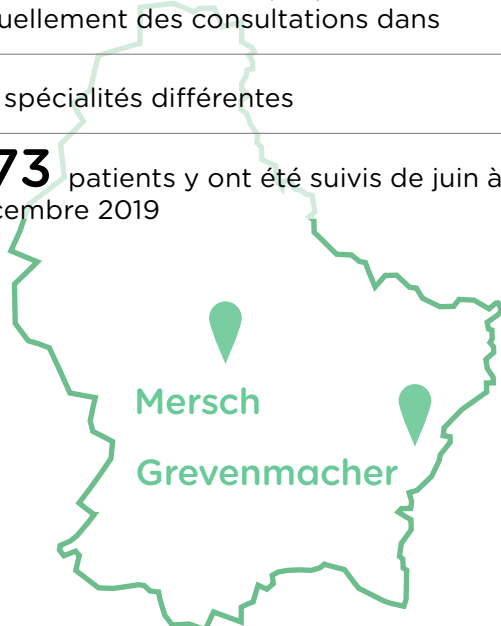 uellement des consultations dans
spécialités différentes
73 patients y ont été suivis de juin à
cembre 2019
Mersch
Grevenmacher